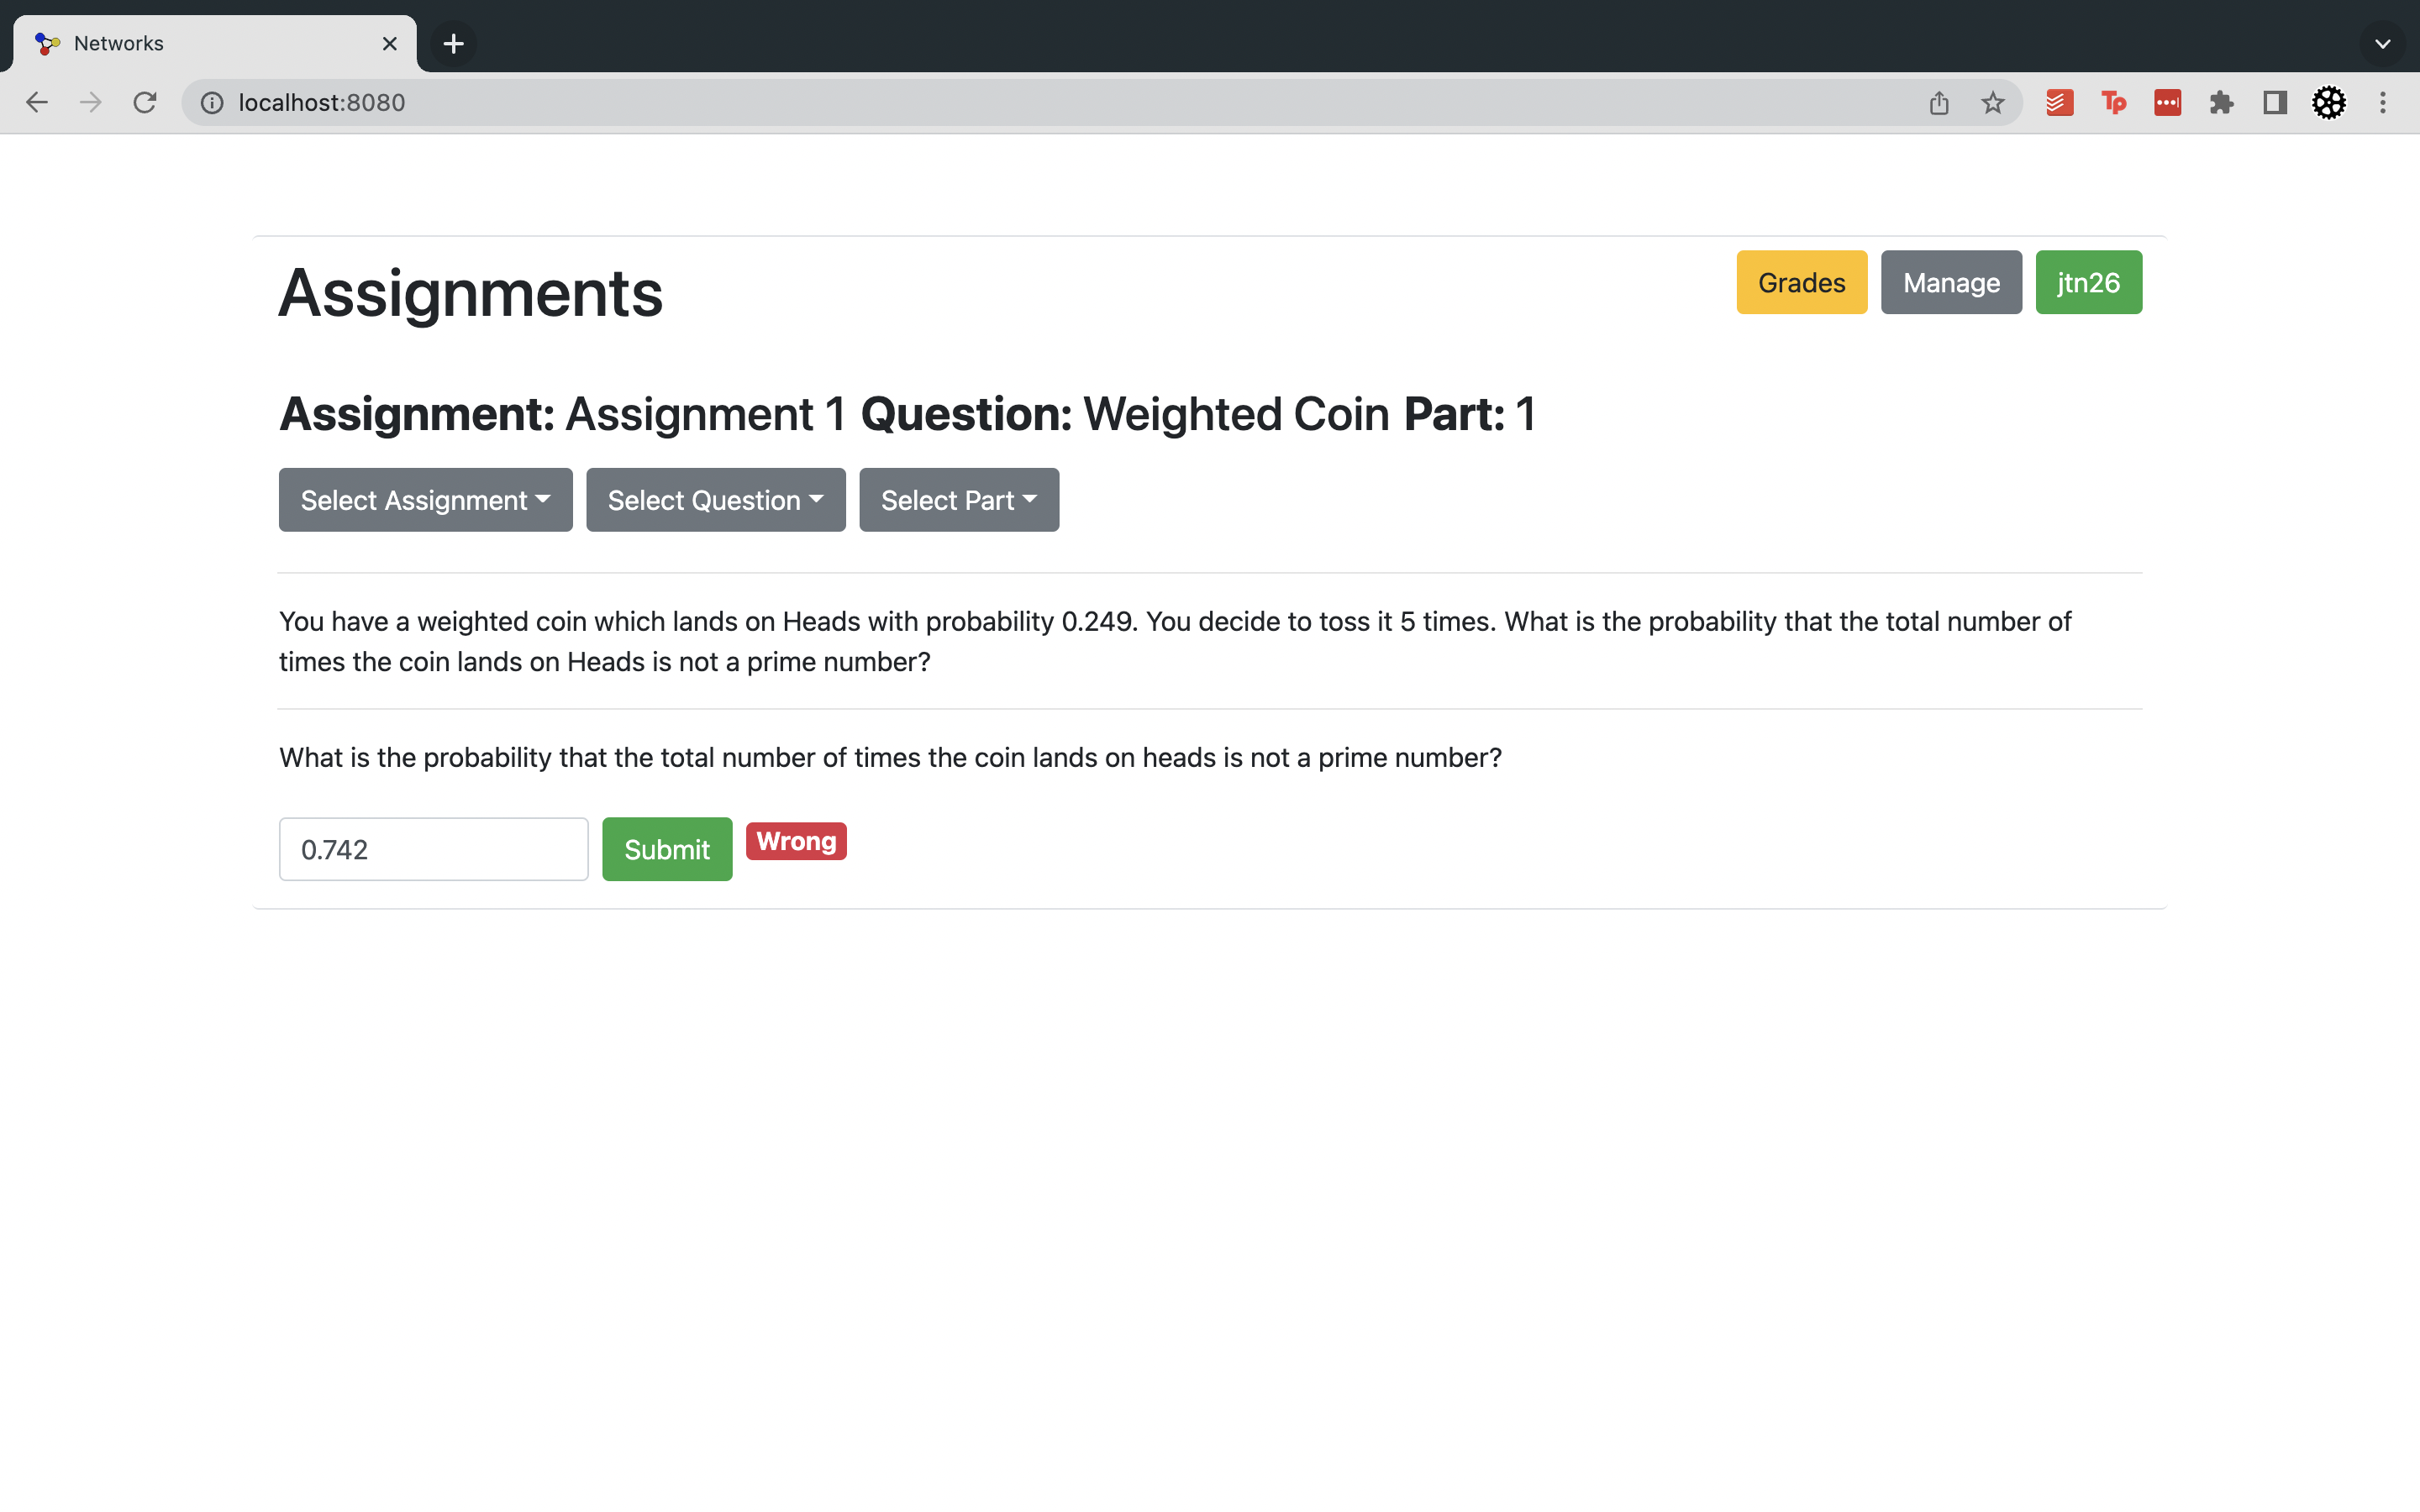 Networks
localhost:8080
Assignments
Grades
Manage
jtn26
Assignment: Assignment 1 Question: Weighted Coin Part: 1
Select Assignment
Select Question
Select Part
You have a weighted coin which lands on Heads with probability 0.249. You decide to toss it 5 times. What is the probability that the total number of
times the coin lands on Heads is not a prime number?
What is the probability that the total number of times the coin lands on heads is not a prime number?
0.742
Submit
Wrong